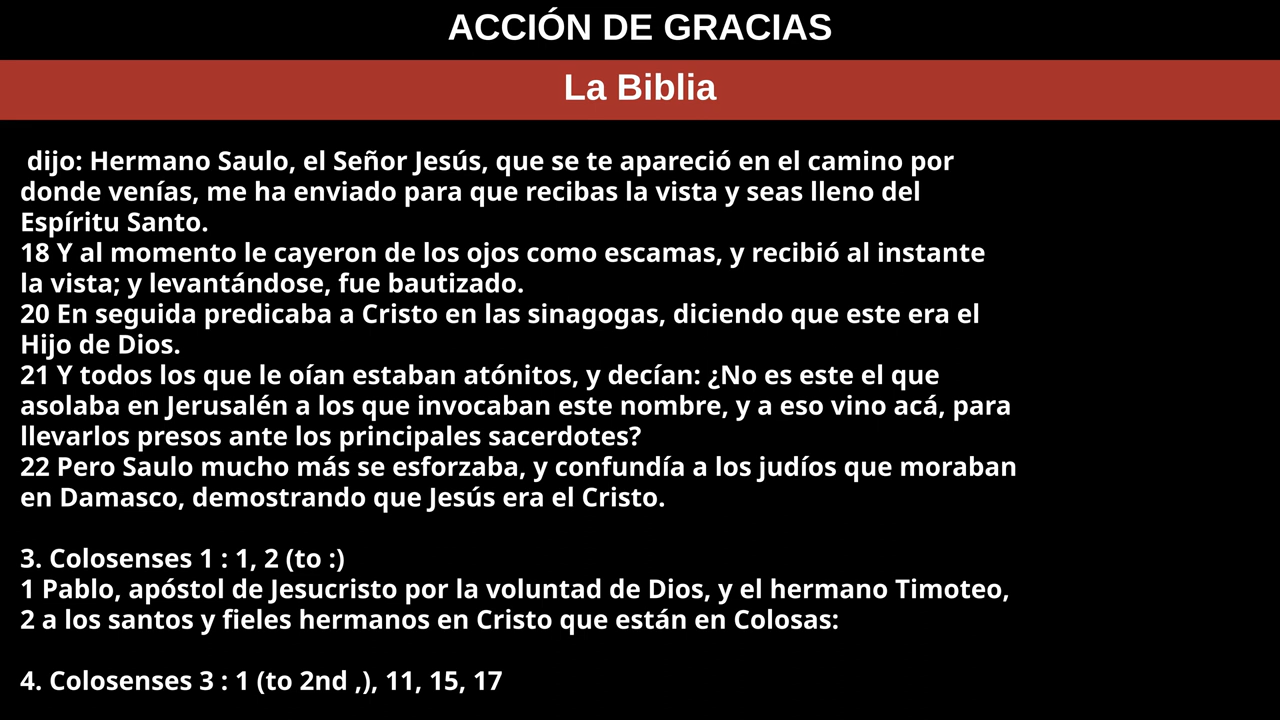 ACCIÓN DE GRACIAS
La Biblia
dijo: Hermano Saulo, el Señor Jesús, que se te apareció en el camino por
donde venías, me ha enviado para que recibas la vista y seas lleno del
Espíritu Santo.
18 Y al momento le cayeron de los ojos como escamas, y recibió al instante
la vista; y levantándose, fue bautizado.
20 En seguida predicaba a Cristo en las sinagogas, diciendo que este era el
Hijo de Dios.
21 Y todos los que le oían estaban atónitos, y decían: ¿No es este el que
asolaba en Jerusalén a los que invocaban este nombre, y a eso vino acá, para
llevarlos presos ante los principales sacerdotes?
22 Pero Saulo mucho más se esforzaba, y confundía a los judíos que moraban
en Damasco, demostrando que Jesús era el Cristo.
3. Colosenses 1 : 1, 2 (to :)
1 Pablo, apóstol de Jesucristo por la voluntad de Dios, y el hermano Timoteo,
2 a los santos y fieles hermanos en Cristo que están en Colosas:
4. Colosenses 3 : 1 (to 2nd ,), 11, 15, 17